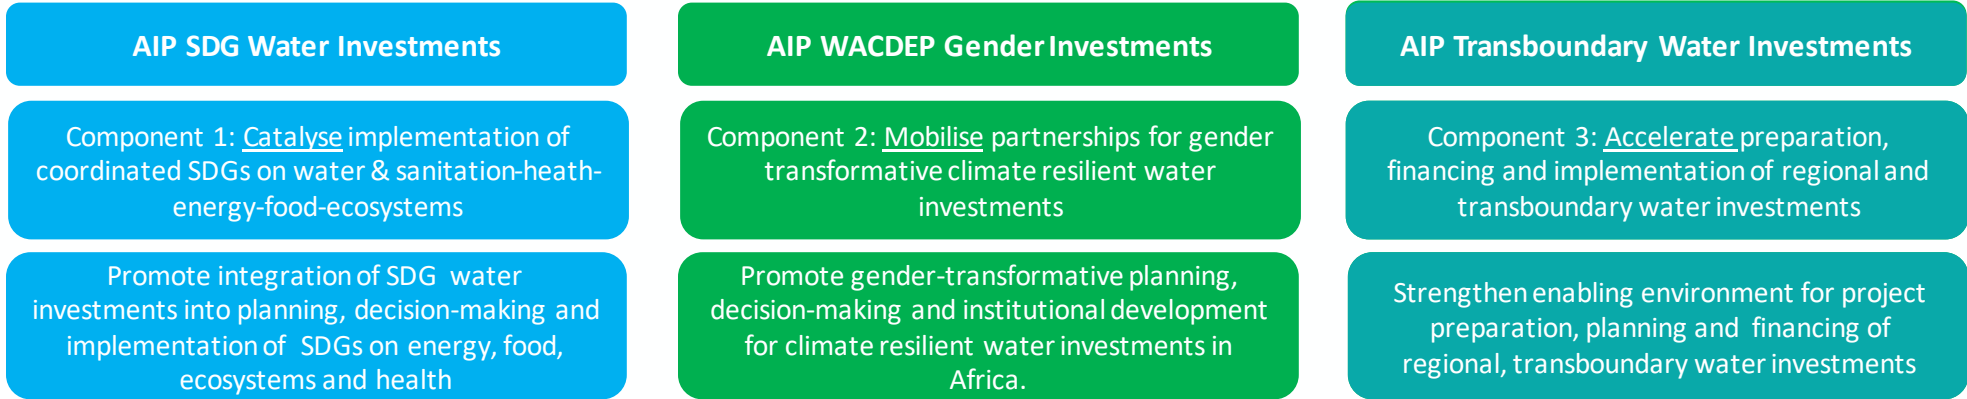 AIP SDG Water Investments
Component 1: Catalyse implementation of
coordinated SDGs on water & sanitation-heath-
energy-food-ecosystems
Promote integration of SDG water
investments into planning, decision-making and
implementation of SDGs on energy, food,
ecosystems and health
AIP WACDEP Gender Investments
Component 2: Mobilise partnerships for gender
transformative climate resilient water
investments
Promote gender-transformative planning,
decision-making and institutional development
for climate resilient water investments in
Africa.
AIP Transboundary Water Investments
Component 3: Accelerate preparation,
financing and implementation of regional and
transboundary water investments
Strengthen enabling environment for project
preparation, planning and financing of
regional, transboundary water investments